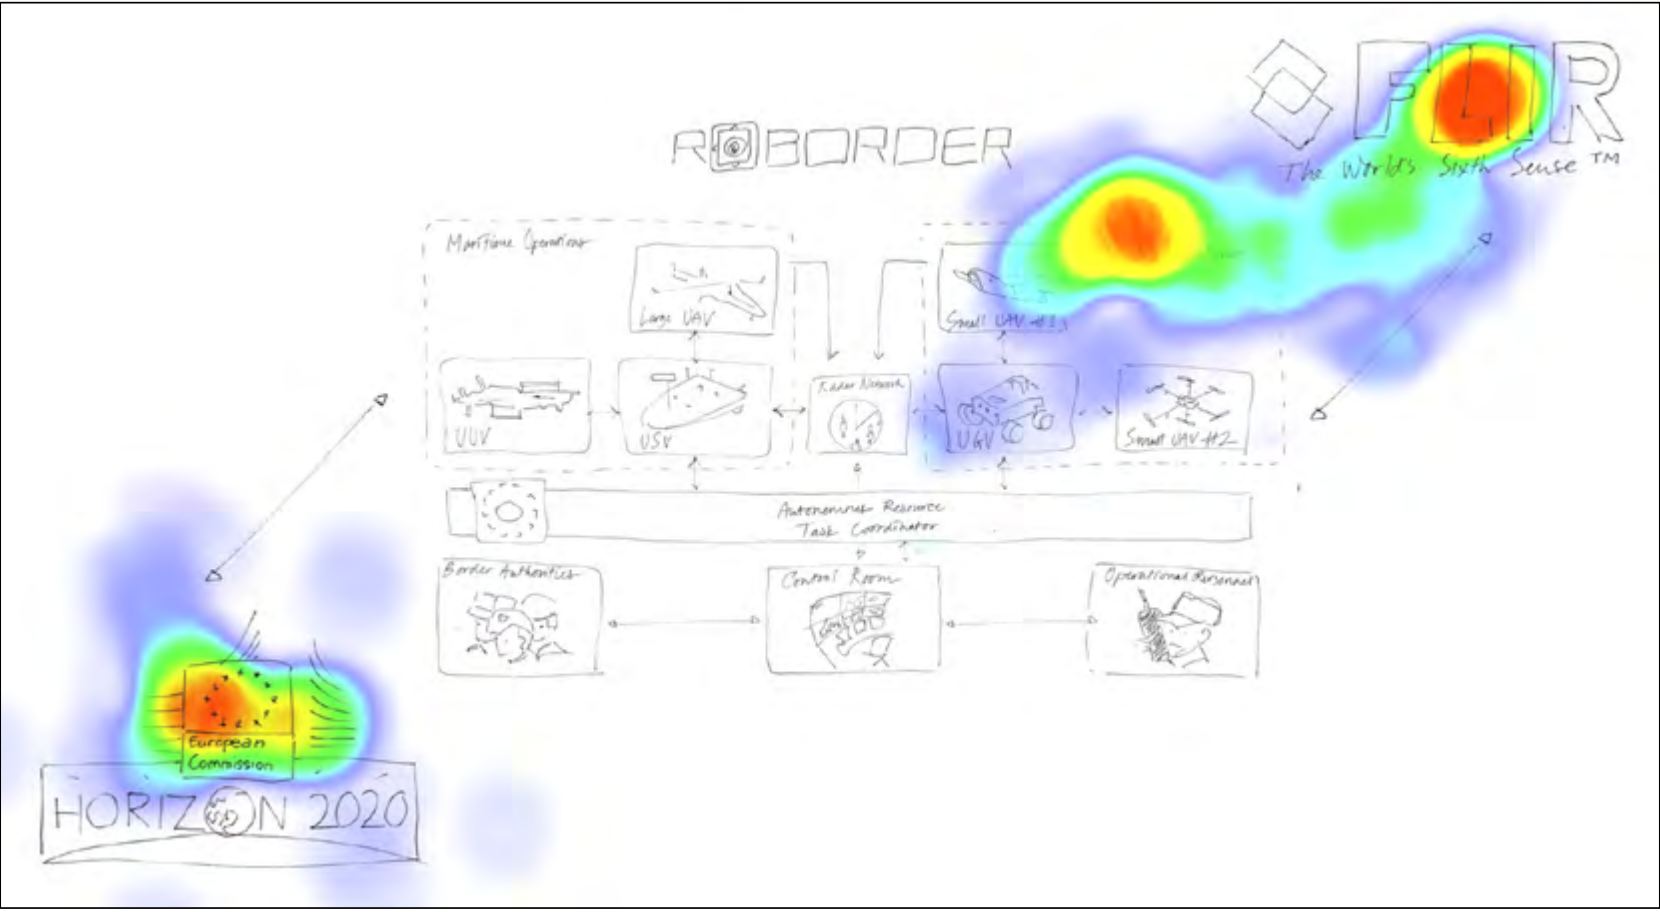 FLIR
The World's Sixth Sense™
ROBORDER
Maritime Operations
Large UAV
Small UAV #1
Radar Network
UUV
USV
UGV
Small UAV #2
Autonomous Resource
Task Coordinator
Border Authorities
Control Room
Operational Personnel
European
Commission
HORIZON 2020